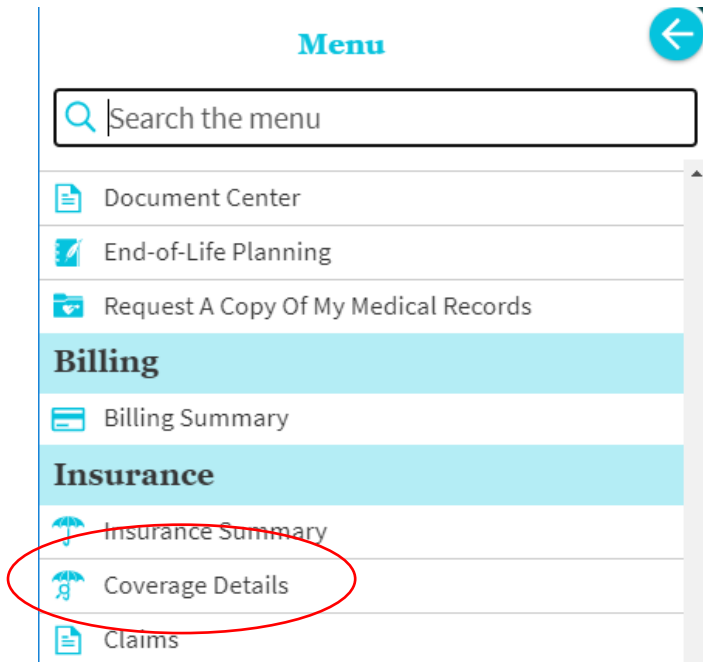 Menu
Search the menu
Document Center
End-of-Life Planning
Request A Copy Of My Medical Records
Billing
Billing Summary
Insurance
Insurance Summary
Coverage Details
Claims